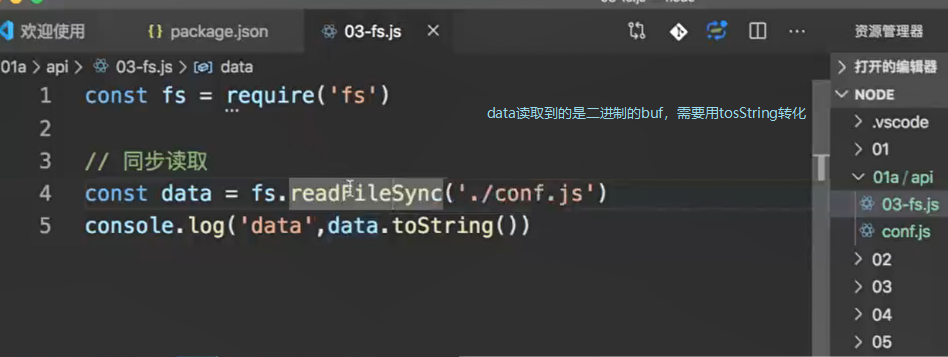 欢迎使用
{} package.json
03-fs.js
资源管理器
01a > api > 03-fs.js > data
打开的编辑器
NODE
.vscode
01
01a / api
03-fs.js
conf.js
02
03
04
05
data读取到的是二进制的buf，需要用tosString转化
1 const fs = require('fs')
2
3 // 同步读取
4 const data = fs.readFileSync('./conf.js')
5 console.log('data',data.toString())